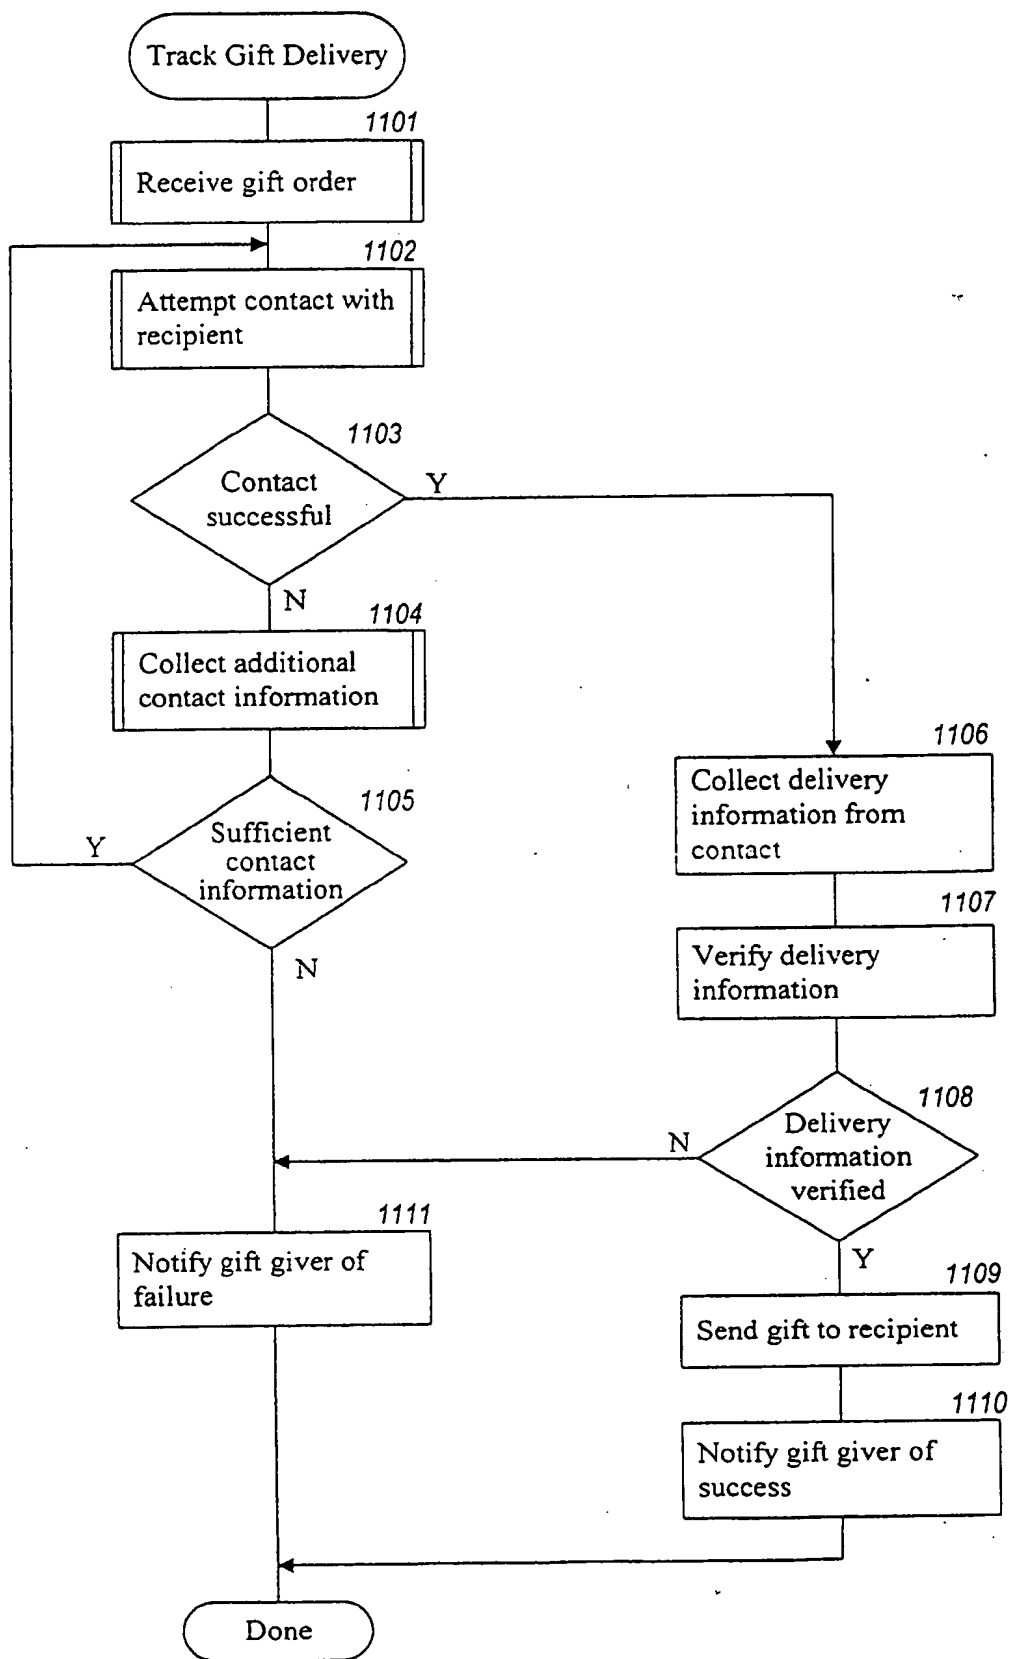 Track Gift Delivery
1101
Receive gift order
1102
Attempt contact with
recipient
1103
Contact
successful
Y
N
1104
Collect additional
contact information
1105
Sufficient
contact
information
Y
N
1106
Collect delivery
information from
contact
1107
Verify delivery
information
1108
Delivery
information
verified
N
Y
1111
Notify gift giver of
failure
1109
Send gift to recipient
1110
Notify gift giver of
success
Done